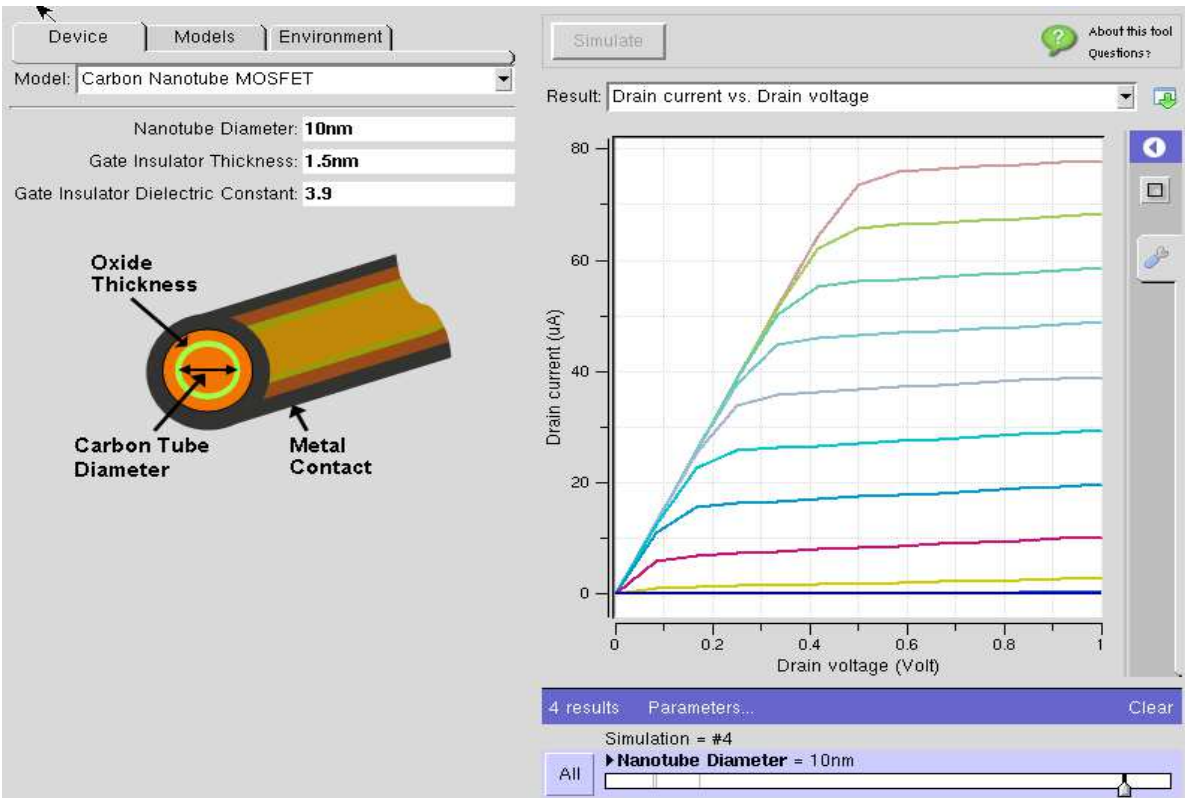 Device Models Environment
Model: Carbon Nanotube MOSFET
Nanotube Diameter: 10nm
Gate Insulator Thickness: 1.5nm
Gate Insulator Dielectric Constant: 3.9
Oxide
Thickness
Carbon Tube
Diameter
Metal
Contact
Simulate
?
About this tool
Questions?
Result: Drain current vs. Drain voltage
Drain current (uA)
80
60
40
20
0
0 0.2 0.4 0.6 0.8 1
Drain voltage (Volt)
4 results Parameters... Clear
Simulation = #4
All
Nanotube Diameter = 10nm